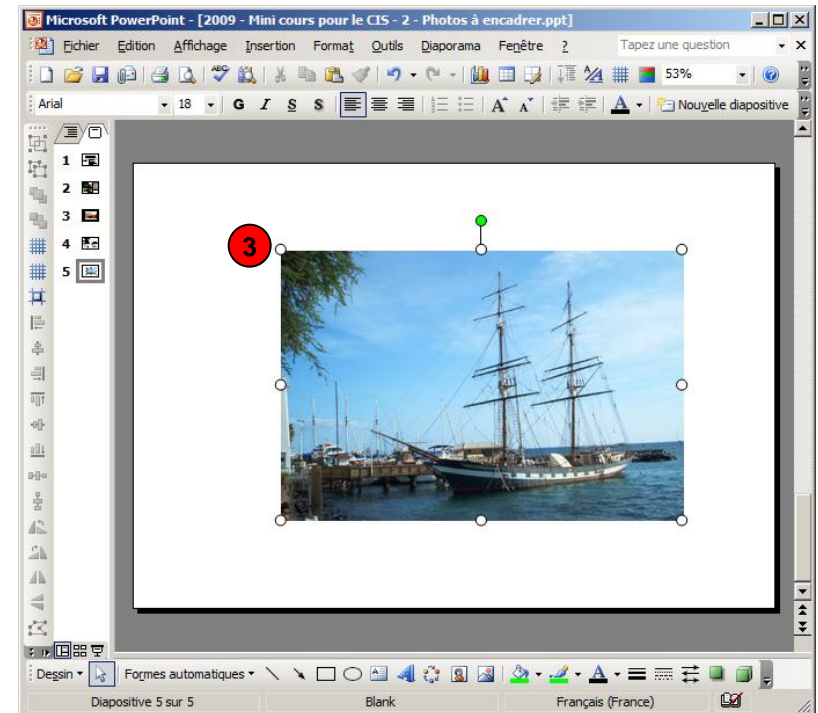 Microsoft PowerPoint - [2009 - Mini cours pour le CIS - 2 - Photos à encadrer.ppt]
Fichier Edition Affichage Insertion Format Outils Diaporama Fenêtre ? Tapez une question
53%
Arial 18 G I S S A A A Nouvelle diapositive
1
2
3
4
5
3
Dessin Formes automatiques A
Diapositive 5 sur 5 Blank Français (France)